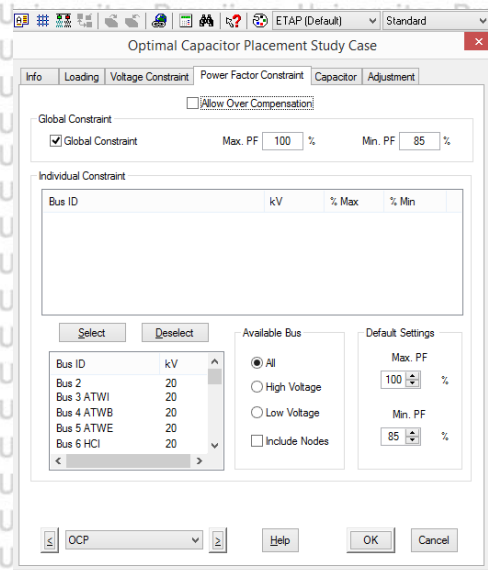 ETAP (Default) Standard
Optimal Capacitor Placement Study Case
Info Loading Voltage Constraint Power Factor Constraint Capacitor Adjustment
Allow Over Compensation
Global Constraint
Global Constraint Max. PF 100 % Min. PF 85 %
Individual Constraint
Bus ID kV % Max % Min
Select Deselect
Bus ID kV
Bus 2 20
Bus 3 ATWI 20
Bus 4 ATWB 20
Bus 5 ATWE 20
Bus 6 HCI 20
Available Bus
All
High Voltage
Low Voltage
Include Nodes
Default Settings
Max. PF
100 %
Min. PF
85 %
< OCP > Help OK Cancel